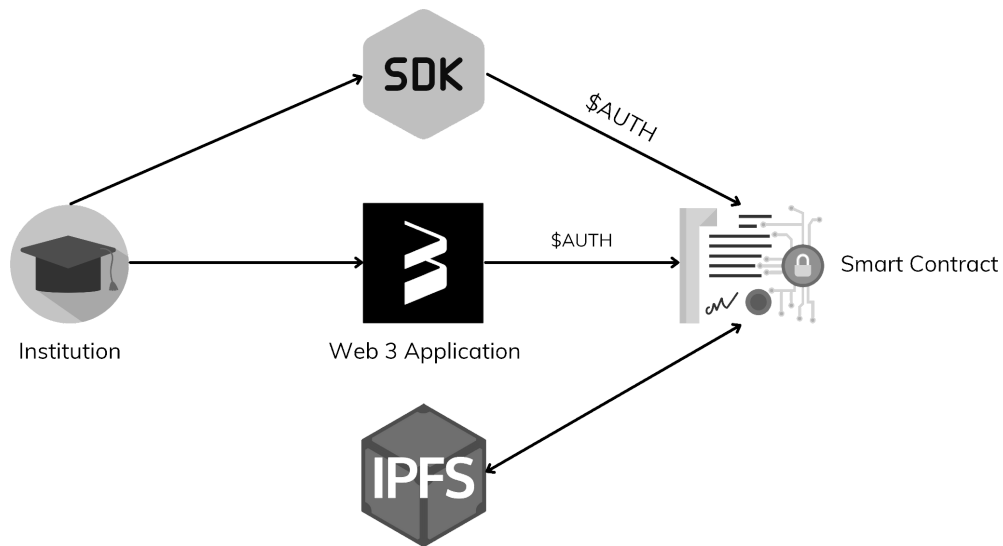 SDK
$AUTH
$AUTH
Smart Contract
Institution
Web 3 Application
IPFS